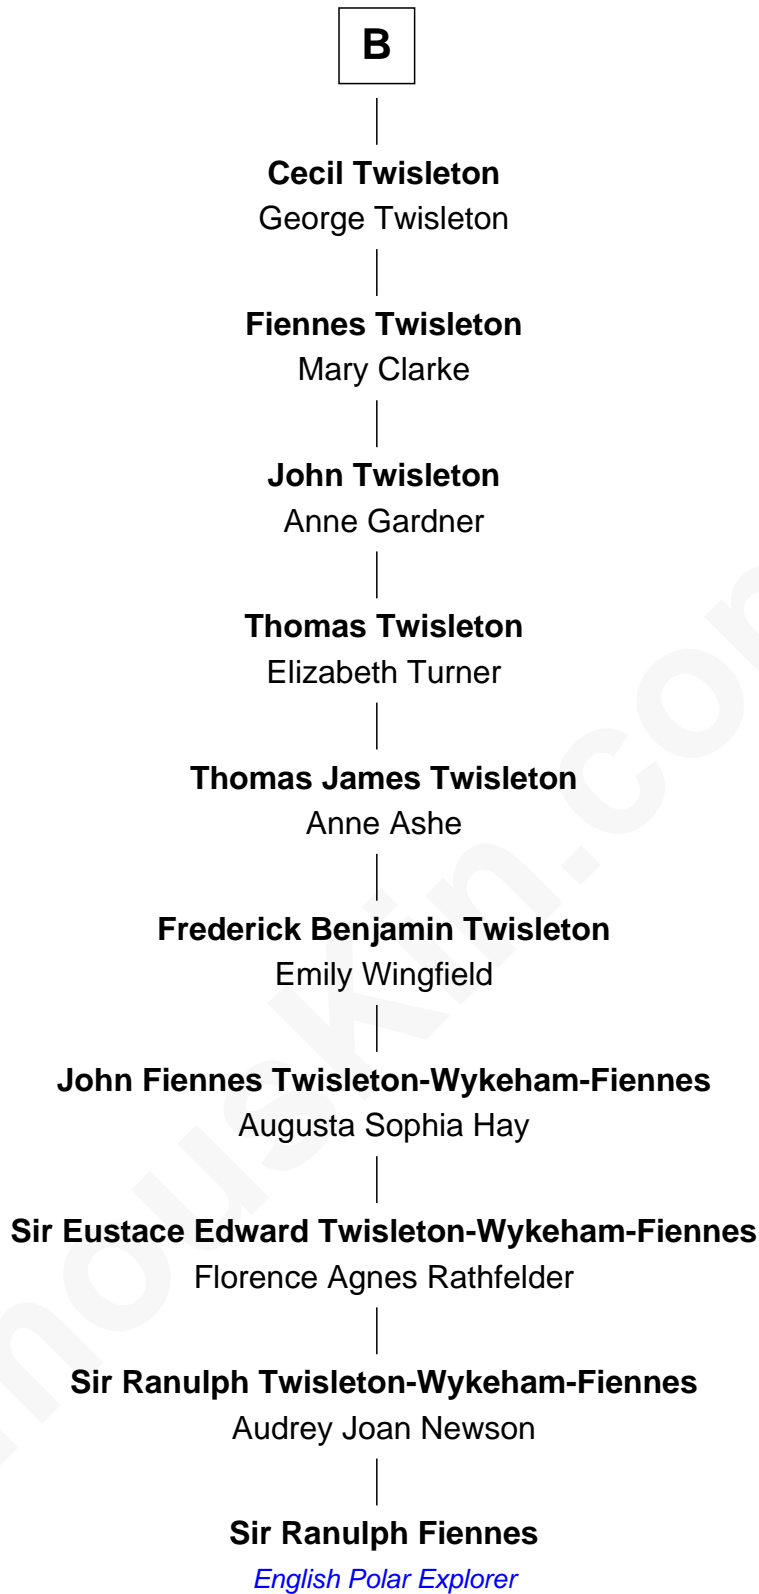 B
Cecil Twisleton
George Twisleton
Fiennes Twisleton
Mary Clarke
John Twisleton
Anne Gardner
Thomas Twisleton
Elizabeth Turner
Thomas James Twisleton
Anne Ashe
Frederick Benjamin Twisleton
Emily Wingfield
John Fiennes Twisleton-Wykeham-Fiennes
Augusta Sophia Hay
Sir Eustace Edward Twisleton-Wykeham-Fiennes
Florence Agnes Rathfelder
Sir Ranulph Twisleton-Wykeham-Fiennes
Audrey Joan Newson
Sir Ranulph Fiennes
English Polar Explorer